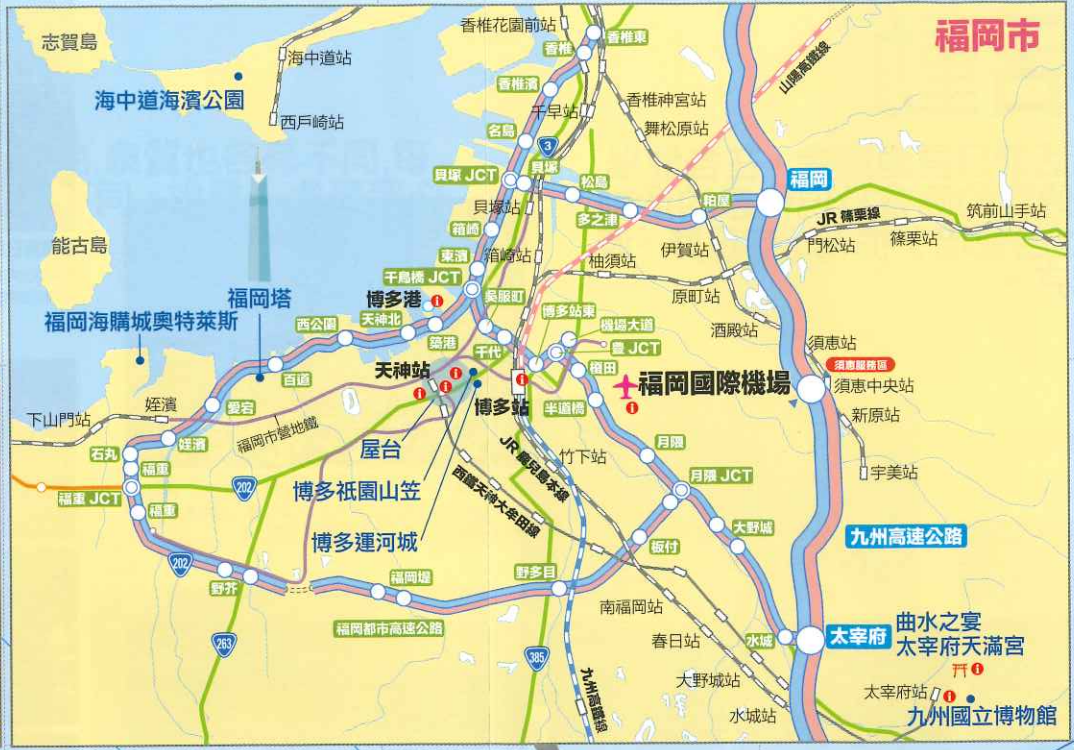 福岡市
志賀島
海中道站
海中道海濱公園
西戶崎站
香椎花園前站
香椎東
香椎
山陽高鐵線
香椎濱
千早站
香椎神宮站
名島
舞松原站
3
貝塚 JCT
貝塚
松島
福岡
貝塚站
多之津
粕屋
JR 篠栗線
筑前山手站
箱崎
伊賀站
門松站
篠栗站
能古島
東濱
箱崎站
柚須站
千鳥橋 JCT
原町站
福岡塔
博多港
吳服町
博多站東
機場大道
酒殿站
福岡海購城奧特萊斯
西公園
天神北
築港
千代
豊 JCT
須恵站
天神站
榎田
福岡國際機場
須惠服務區
須恵中央站
百道
博多站
半道橋
新原站
下山門站
姪濱
愛宕
福岡市營地鐵
屋台
JR 鹿兒島本線
竹下站
月隈
宇美站
石丸
姪濱
福重
202
博多祇園山笠
西鐵天神大牟田線
月隈 JCT
福重 JCT
福重
博多運河城
大野城
九州高速公路
202
板付
野芥
福岡堤
野多目
南福岡站
福岡都市高速公路
263
385
春日站
水城
太宰府
曲水之宴
太宰府天滿宮
大野城站
九州高鐵線
太宰府站
水城站
九州國立博物館